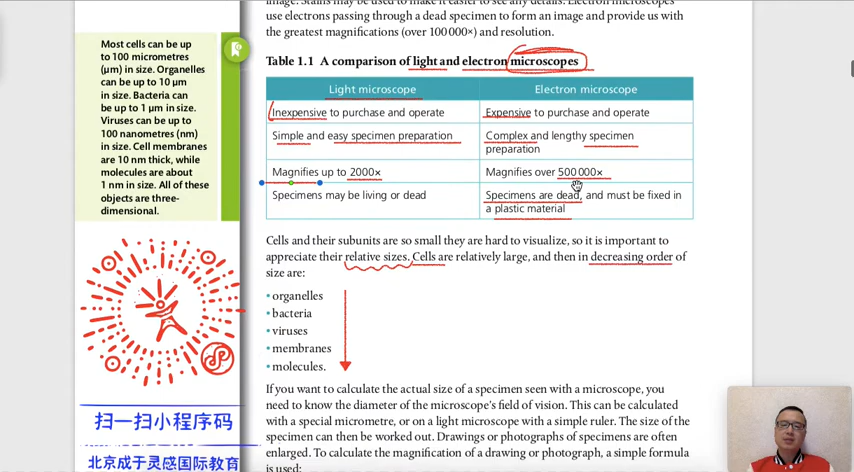 image. Stains may be used to make it easier to see any details. Electron microscopes
use electrons passing through a dead specimen to form an image and provide us with
the greatest magnifications (over 100 000×) and resolution.
Most cells can be up
to 100 micrometres
(μm) in size. Organelles
can be up to 10 μm
in size. Bacteria can
be up to 1 μm in size.
Viruses can be up to
100 nanometres (nm)
in size. Cell membranes
are 10 nm thick, while
molecules are about
1 nm in size. All of these
objects are three-
dimensional.
Table 1.1 A comparison of light and electron microscopes
Light microscope
Electron microscope
Inexpensive to purchase and operate
Expensive to purchase and operate
Simple and easy specimen preparation
Complex and lengthy specimen
preparation
Magnifies up to 2000×
Magnifies over 500 000×
Specimens may be living or dead
Specimens are dead, and must be fixed in
a plastic material
Cells and their subunits are so small they are hard to visualize, so it is important to
appreciate their relative sizes. Cells are relatively large, and then in decreasing order of
size are:
• organelles
• bacteria
• viruses
• membranes
• molecules.
If you want to calculate the actual size of a specimen seen with a microscope, you
need to know the diameter of the microscope's field of vision. This can be calculated
with a special micrometre, or on a light microscope with a simple ruler. The size of the
specimen can then be worked out. Drawings or photographs of specimens are often
enlarged. To calculate the magnification of a drawing or photograph, a simple formula
is used:
扫一扫小程序码
北京成于灵感国际教育